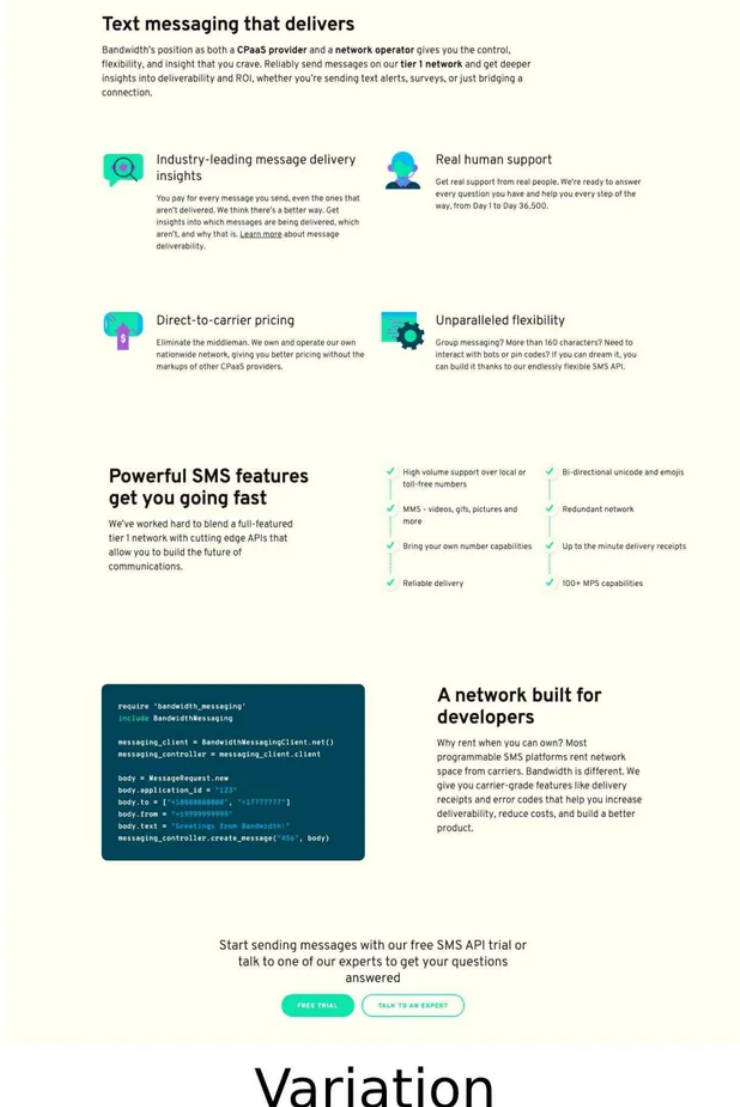 Text messaging that delivers
Bandwidth's position as both a CPaaS provider and a network operator gives you the control,
flexibility, and insight that you crave. Reliably send messages on our tier 1 network and get deeper
insights into deliverability and ROI, whether you're sending text alerts, surveys, or just bridging a
connection.
Industry-leading message delivery
insights
You pay for every message you send, even the ones that
aren't delivered. We think there's a better way. Get
insights into which messages are being delivered, which
aren't, and why that is. Learn more about message
deliverability.
Real human support
Get real support from real people. We're ready to answer
every question you have and help you every step of the
way, from Day 1 to Day 36,500.
$
Direct-to-carrier pricing
Eliminate the middleman. We own and operate our own
nationwide network, giving you better pricing without the
markups of other CPaaS providers.
Unparalleled flexibility
Group messaging? More than 160 characters? Need to
interact with bots or pin codes? If you can dream it, you
can build it thanks to our endlessly flexible SMS API.
Powerful SMS features
get you going fast
We've worked hard to blend a full-featured
tier 1 network with cutting edge APIs that
allow you to build the future of
communications.
High volume support over local or
toll-free numbers
MMS - videos, gifs, pictures and
more
Bring your own number capabilities
Reliable delivery
Bi-directional unicode and emojis
Redundant network
Up to the minute delivery receipts
100+ MPS capabilities
require 'bandwidth_messaging'
include BandwidthMessaging
messaging_client = BandwidthMessagingClient.net()
messaging_controller = messaging_client.client
body = MessageRequest.new
body.application_id = "123"
body.to = ["+18888888888", "+17777777"]
body.from = "+19999999999"
body.text = "Greetings from Bandwidth!"
messaging_controller.create_message("456", body)
A network built for
developers
Why rent when you can own? Most
programmable SMS platforms rent network
space from carriers. Bandwidth is different. We
give you carrier-grade features like delivery
receipts and error codes that help you increase
deliverability, reduce costs, and build a better
product.
Start sending messages with our free SMS API trial or
talk to one of our experts to get your questions
answered
FREE TRIAL
TALK TO AN EXPERT
Variation